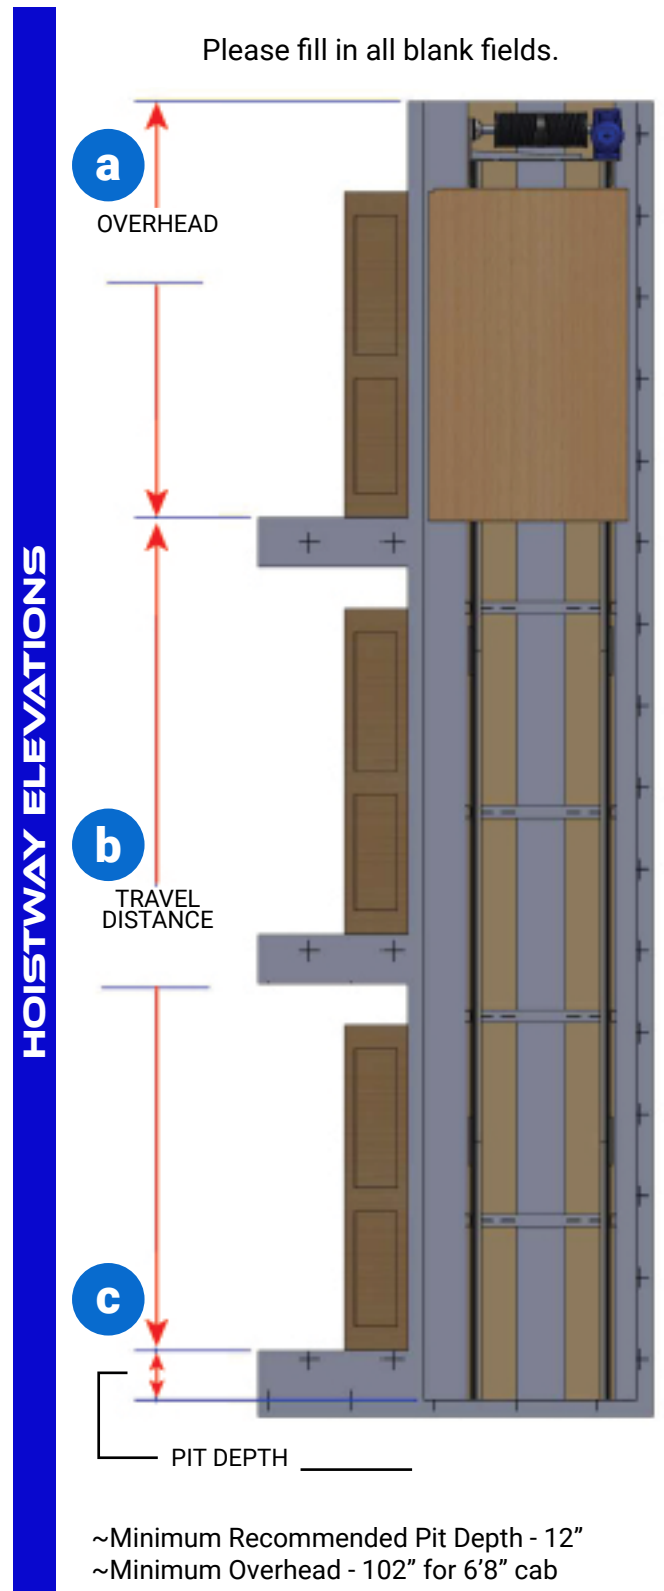 Please fill in all blank fields.
a
OVERHEAD
HOISTWAY ELEVATIONS
b
TRAVEL
DISTANCE
c
PIT DEPTH
~Minimum Recommended Pit Depth - 12”
~Minimum Overhead - 102” for 6’8” cab